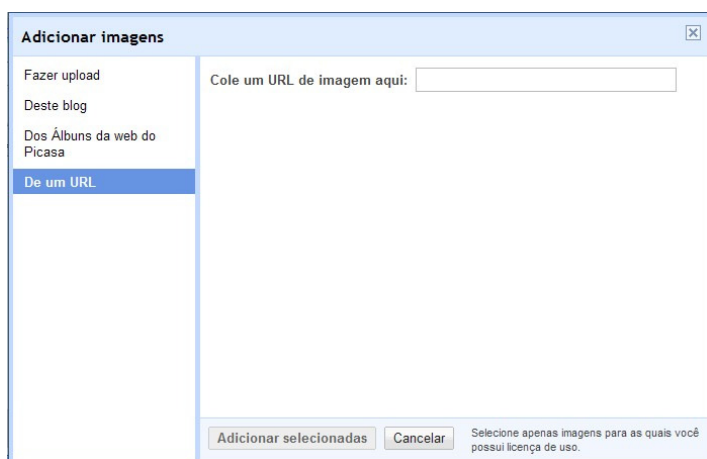 Adicionar imagens
Fazer upload
Deste blog
Dos Álbuns da web do
Picasa
De um URL
Cole um URL de imagem aqui:
Adicionar selecionadas
Cancelar
Selecione apenas imagens para as quais você
possui licença de uso.